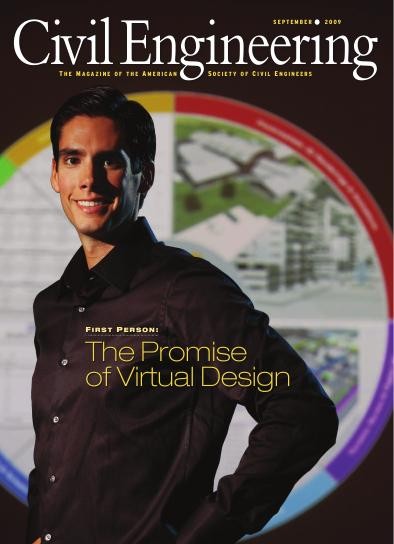 SEPTEMBER 2009
Civil Engineering
THE MAGAZINE OF THE AMERICAN SOCIETY OF CIVIL ENGINEERS
FIRST PERSON:
The Promise
of Virtual Design